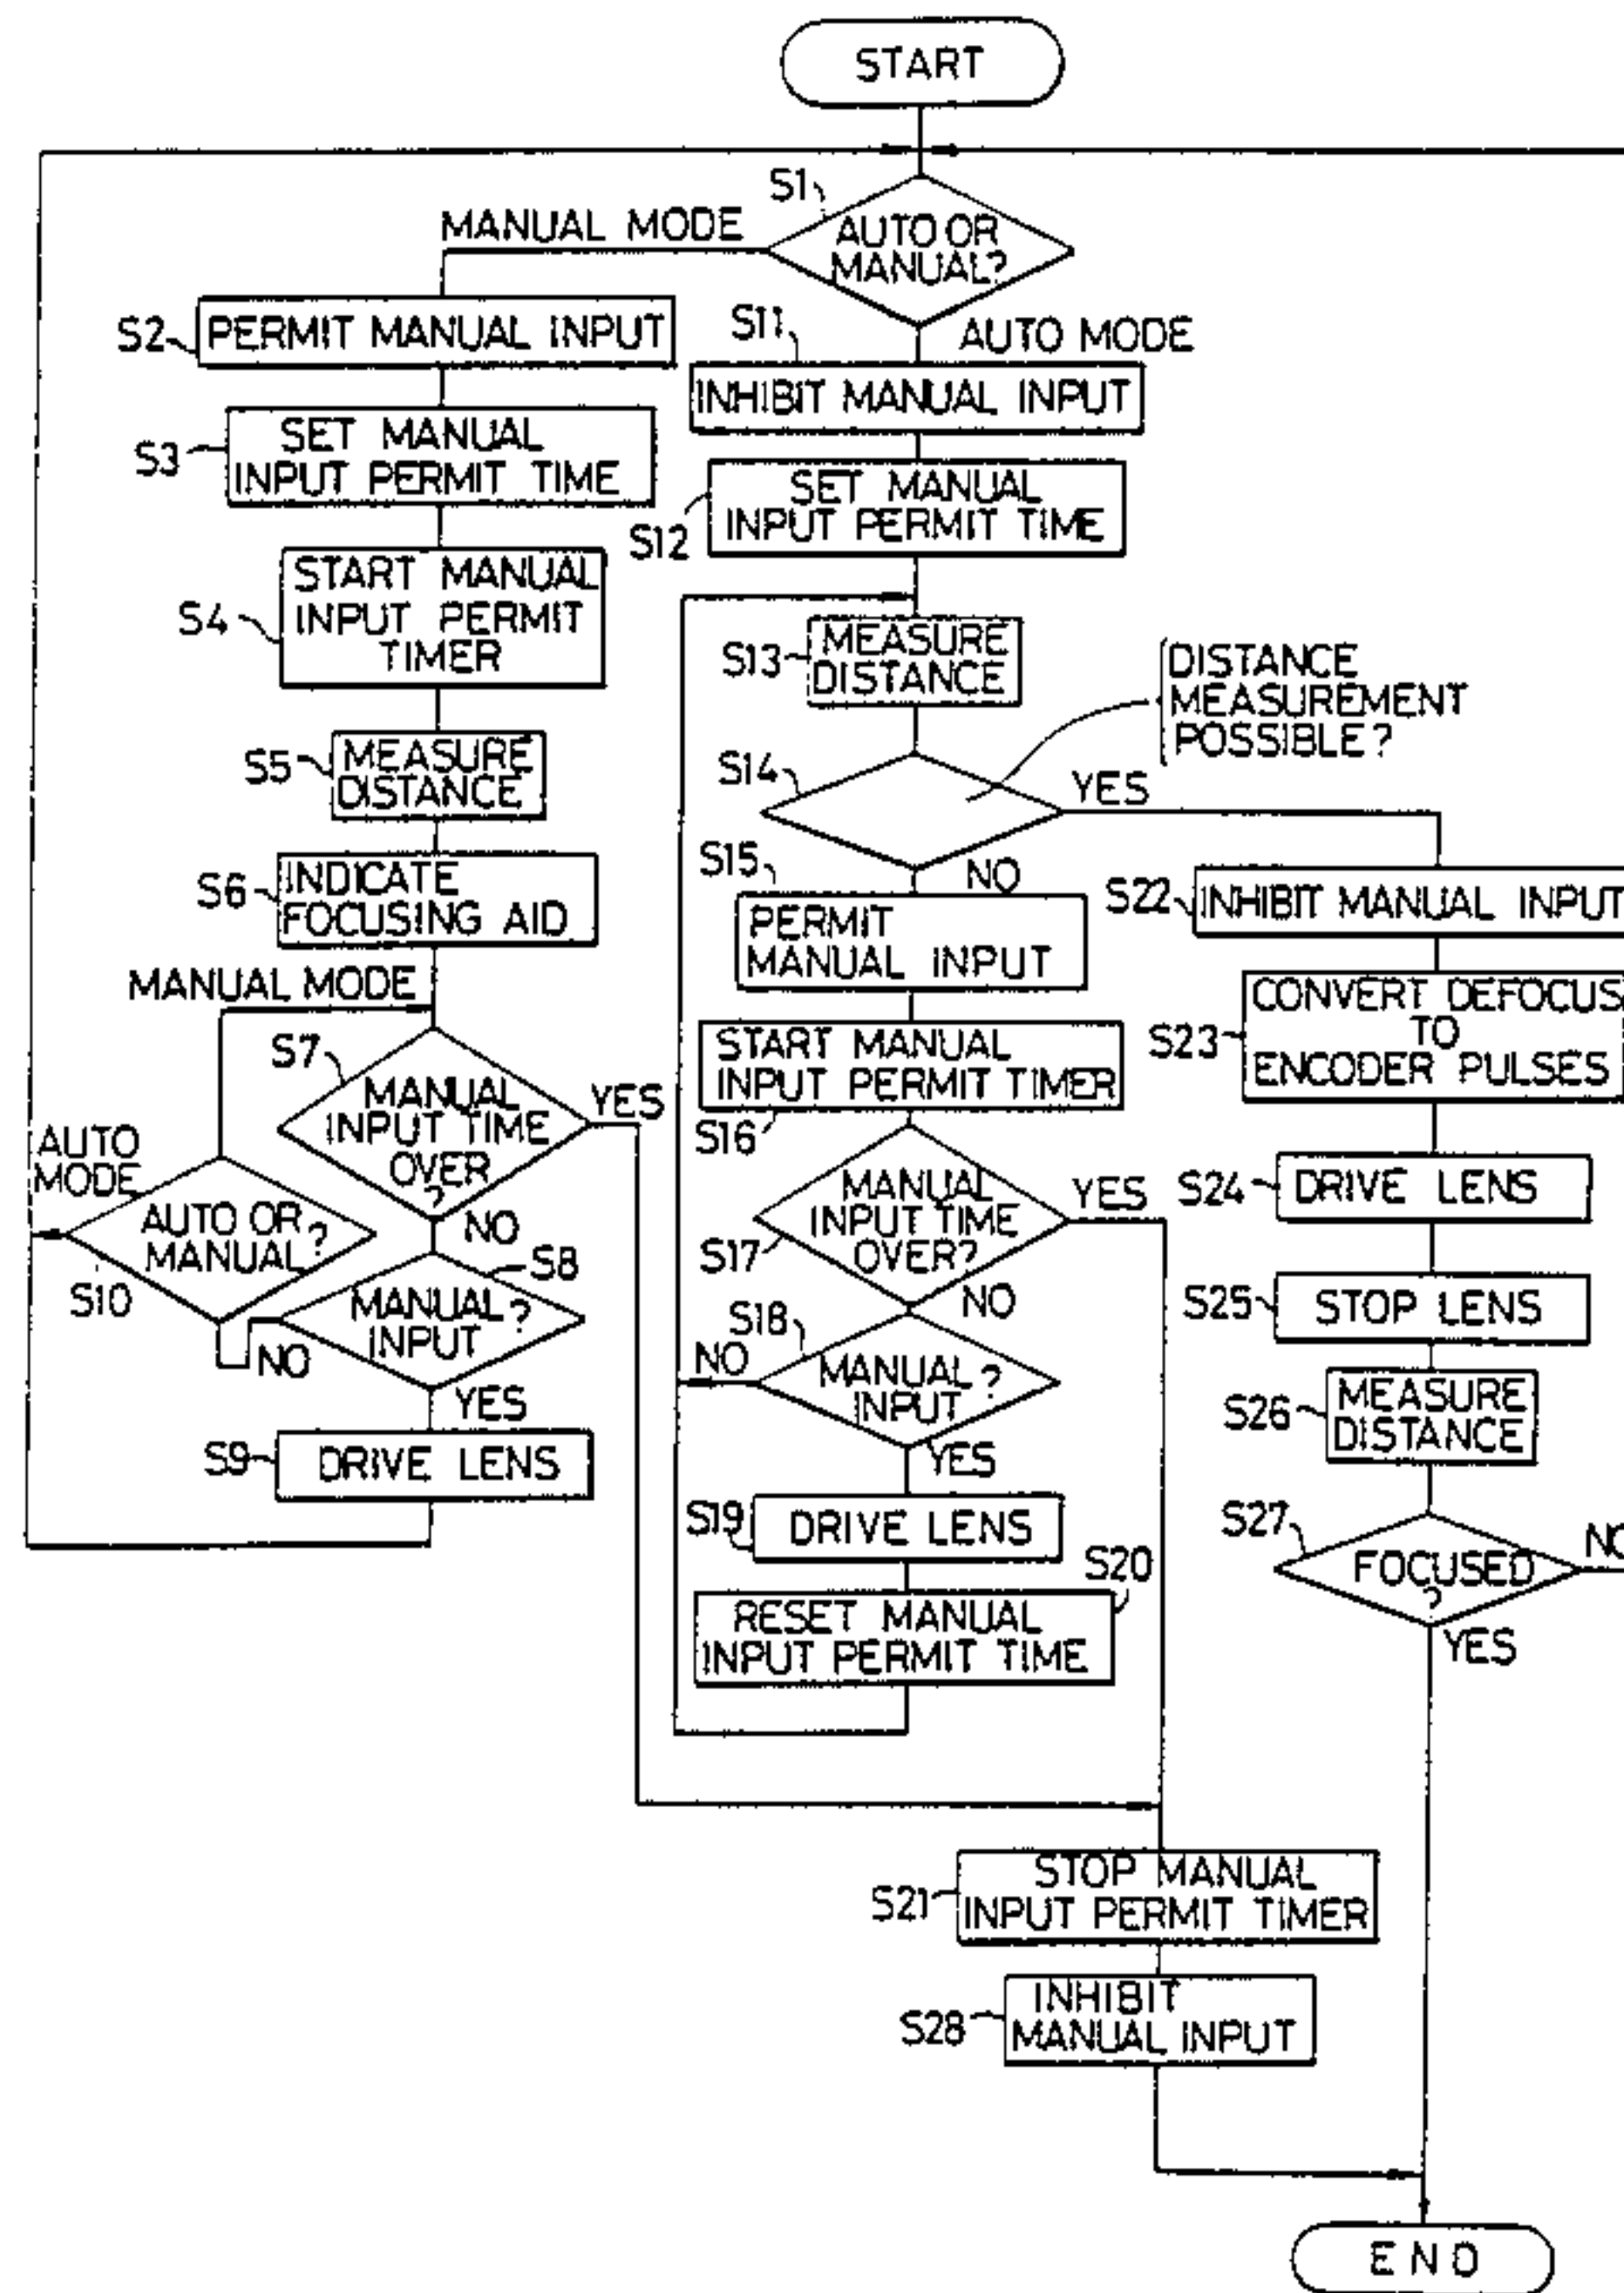 START
S1
AUTO OR
MANUAL?
MANUAL MODE
AUTO MODE
S2
PERMIT MANUAL INPUT
S3
SET MANUAL
INPUT PERMIT TIME
S4
START MANUAL
INPUT PERMIT
TIMER
S5
MEASURE
DISTANCE
S6
INDICATE
FOCUSING AID
MANUAL MODE
S7
MANUAL
INPUT TIME
OVER
?
YES
NO
AUTO
MODE
AUTO OR
MANUAL?
S10
S8
MANUAL?
INPUT
NO
YES
S9
DRIVE LENS
S11
INHIBIT MANUAL INPUT
S12
SET MANUAL
INPUT PERMIT TIME
S13
MEASURE
DISTANCE
DISTANCE
MEASUREMENT
POSSIBLE?
S14
YES
NO
S15
PERMIT
MANUAL INPUT
START MANUAL
INPUT PERMIT TIMER
S16
MANUAL
INPUT TIME
OVER?
S17
YES
NO
S18
MANUAL?
INPUT
NO
YES
S19
DRIVE LENS
S20
RESET MANUAL
INPUT PERMIT TIME
S21
STOP MANUAL
INPUT PERMIT TIMER
S28
INHIBIT
MANUAL INPUT
S22
INHIBIT MANUAL INPUT
S23
CONVERT DEFOCUS
TO
ENCODER PULSES
S24
DRIVE LENS
S25
STOP LENS
S26
MEASURE
DISTANCE
S27
FOCUSED
?
NO
YES
END